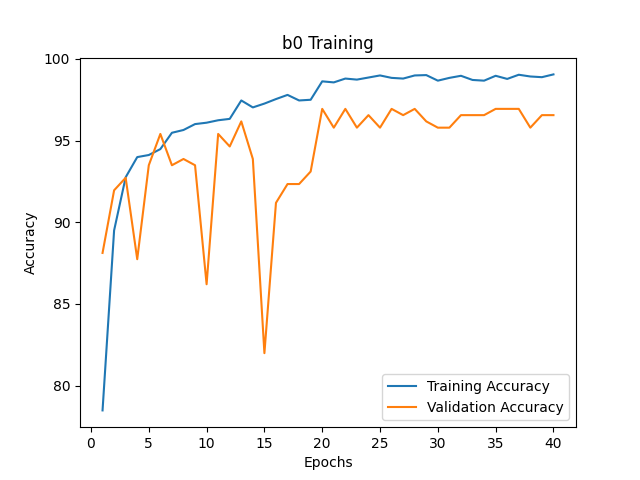 b0 Training
100
95
90
85
80
Accuracy
Training Accuracy
Validation Accuracy
0 5 10 15 20 25 30 35 40
Epochs